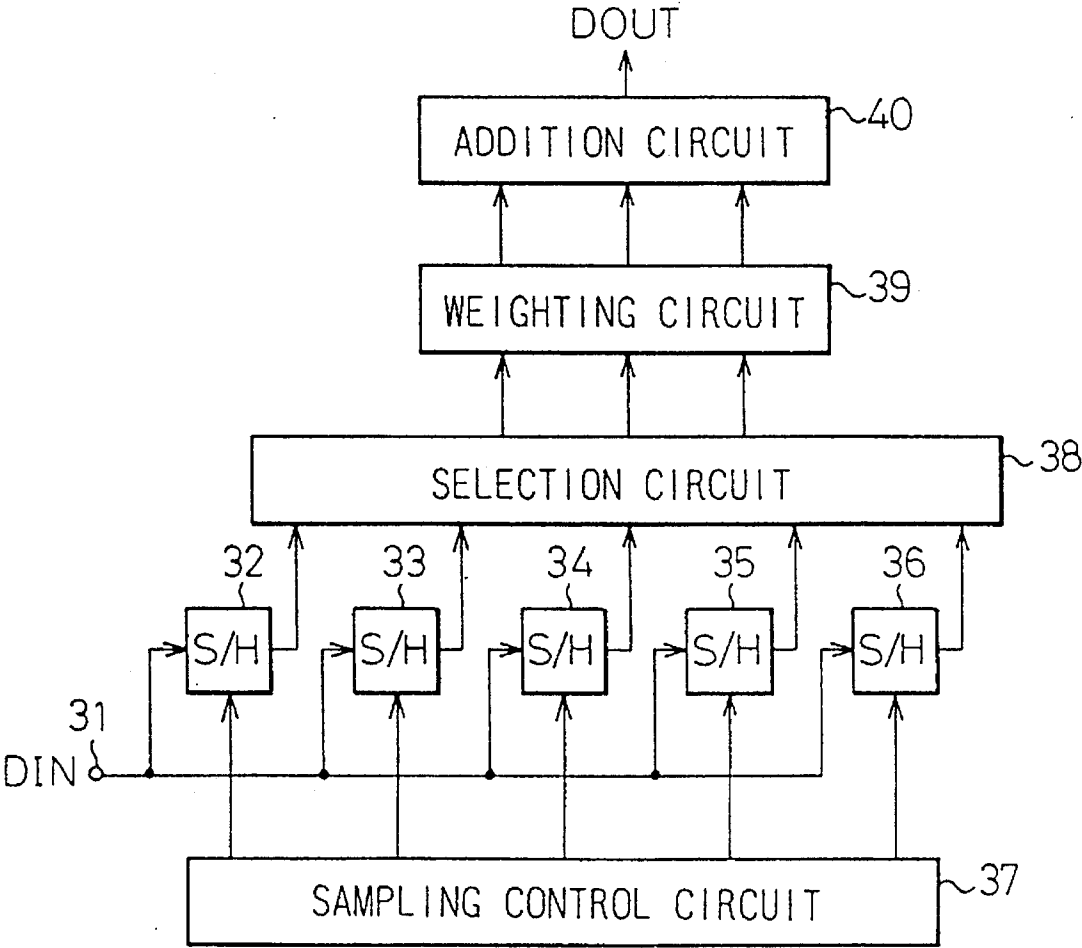 DOUT
ADDITION CIRCUIT
40
WEIGHTING CIRCUIT
39
SELECTION CIRCUIT
38
32 33 34 35 36
S/H S/H S/H S/H S/H
31
DIN
SAMPLING CONTROL CIRCUIT
37